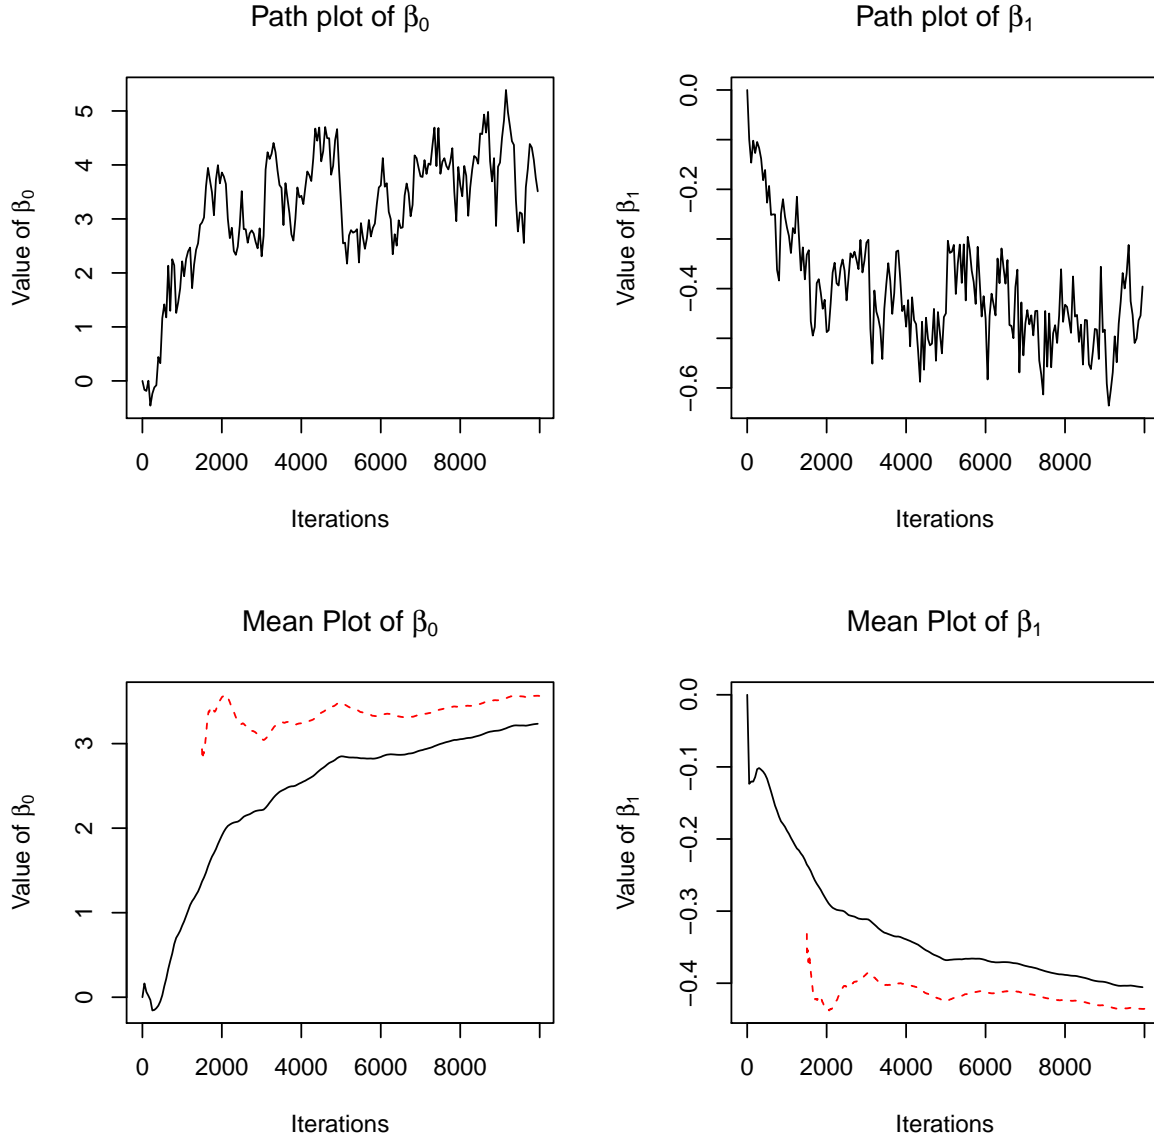 Path plot of β₀
Value of β₀
5
4
3
2
1
0
0 2000 4000 6000 8000
Iterations
Path plot of β₁
Value of β₁
0.0
−0.2
−0.4
−0.6
0 2000 4000 6000 8000
Iterations
Mean Plot of β₀
Value of β₀
3
2
1
0
0 2000 4000 6000 8000
Iterations
Mean Plot of β₁
Value of β₁
0.0
−0.1
−0.2
−0.3
−0.4
0 2000 4000 6000 8000
Iterations